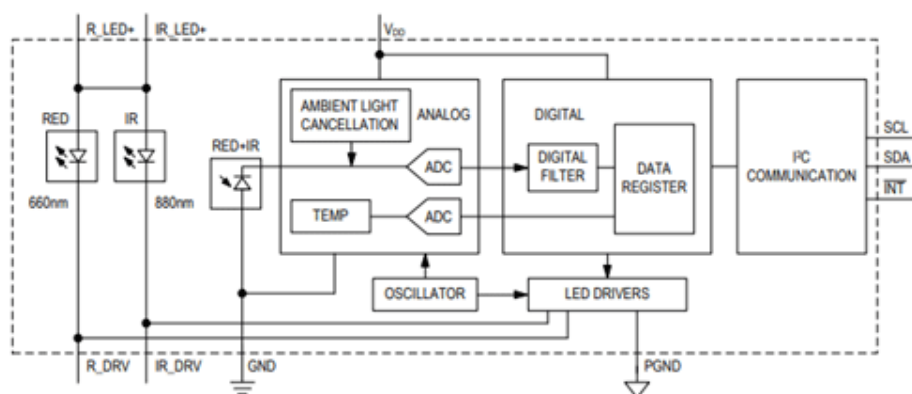 R_LED+
IR_LED+
VDD
RED
IR
RED+IR
660nm
880nm
AMBIENT LIGHT
CANCELLATION
ANALOG
ADC
TEMP
ADC
DIGITAL
DIGITAL
FILTER
DATA
REGISTER
I²C
COMMUNICATION
SCL
SDA
INT
OSCILLATOR
LED DRIVERS
R_DRV
IR_DRV
GND
PGND